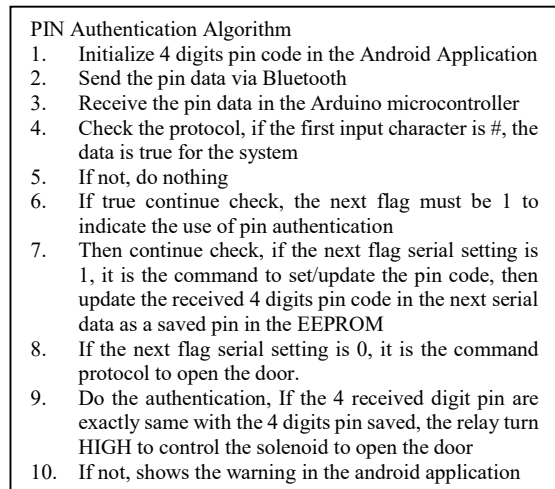 PIN Authentication Algorithm
1. Initialize 4 digits pin code in the Android Application
2. Send the pin data via Bluetooth
3. Receive the pin data in the Arduino microcontroller
4. Check the protocol, if the first input character is #, the
data is true for the system
5. If not, do nothing
6. If true continue check, the next flag must be 1 to
indicate the use of pin authentication
7. Then continue check, if the next flag serial setting is
1, it is the command to set/update the pin code, then
update the received 4 digits pin code in the next serial
data as a saved pin in the EEPROM
8. If the next flag serial setting is 0, it is the command
protocol to open the door.
9. Do the authentication, If the 4 received digit pin are
exactly same with the 4 digits pin saved, the relay turn
HIGH to control the solenoid to open the door
10. If not, shows the warning in the android application